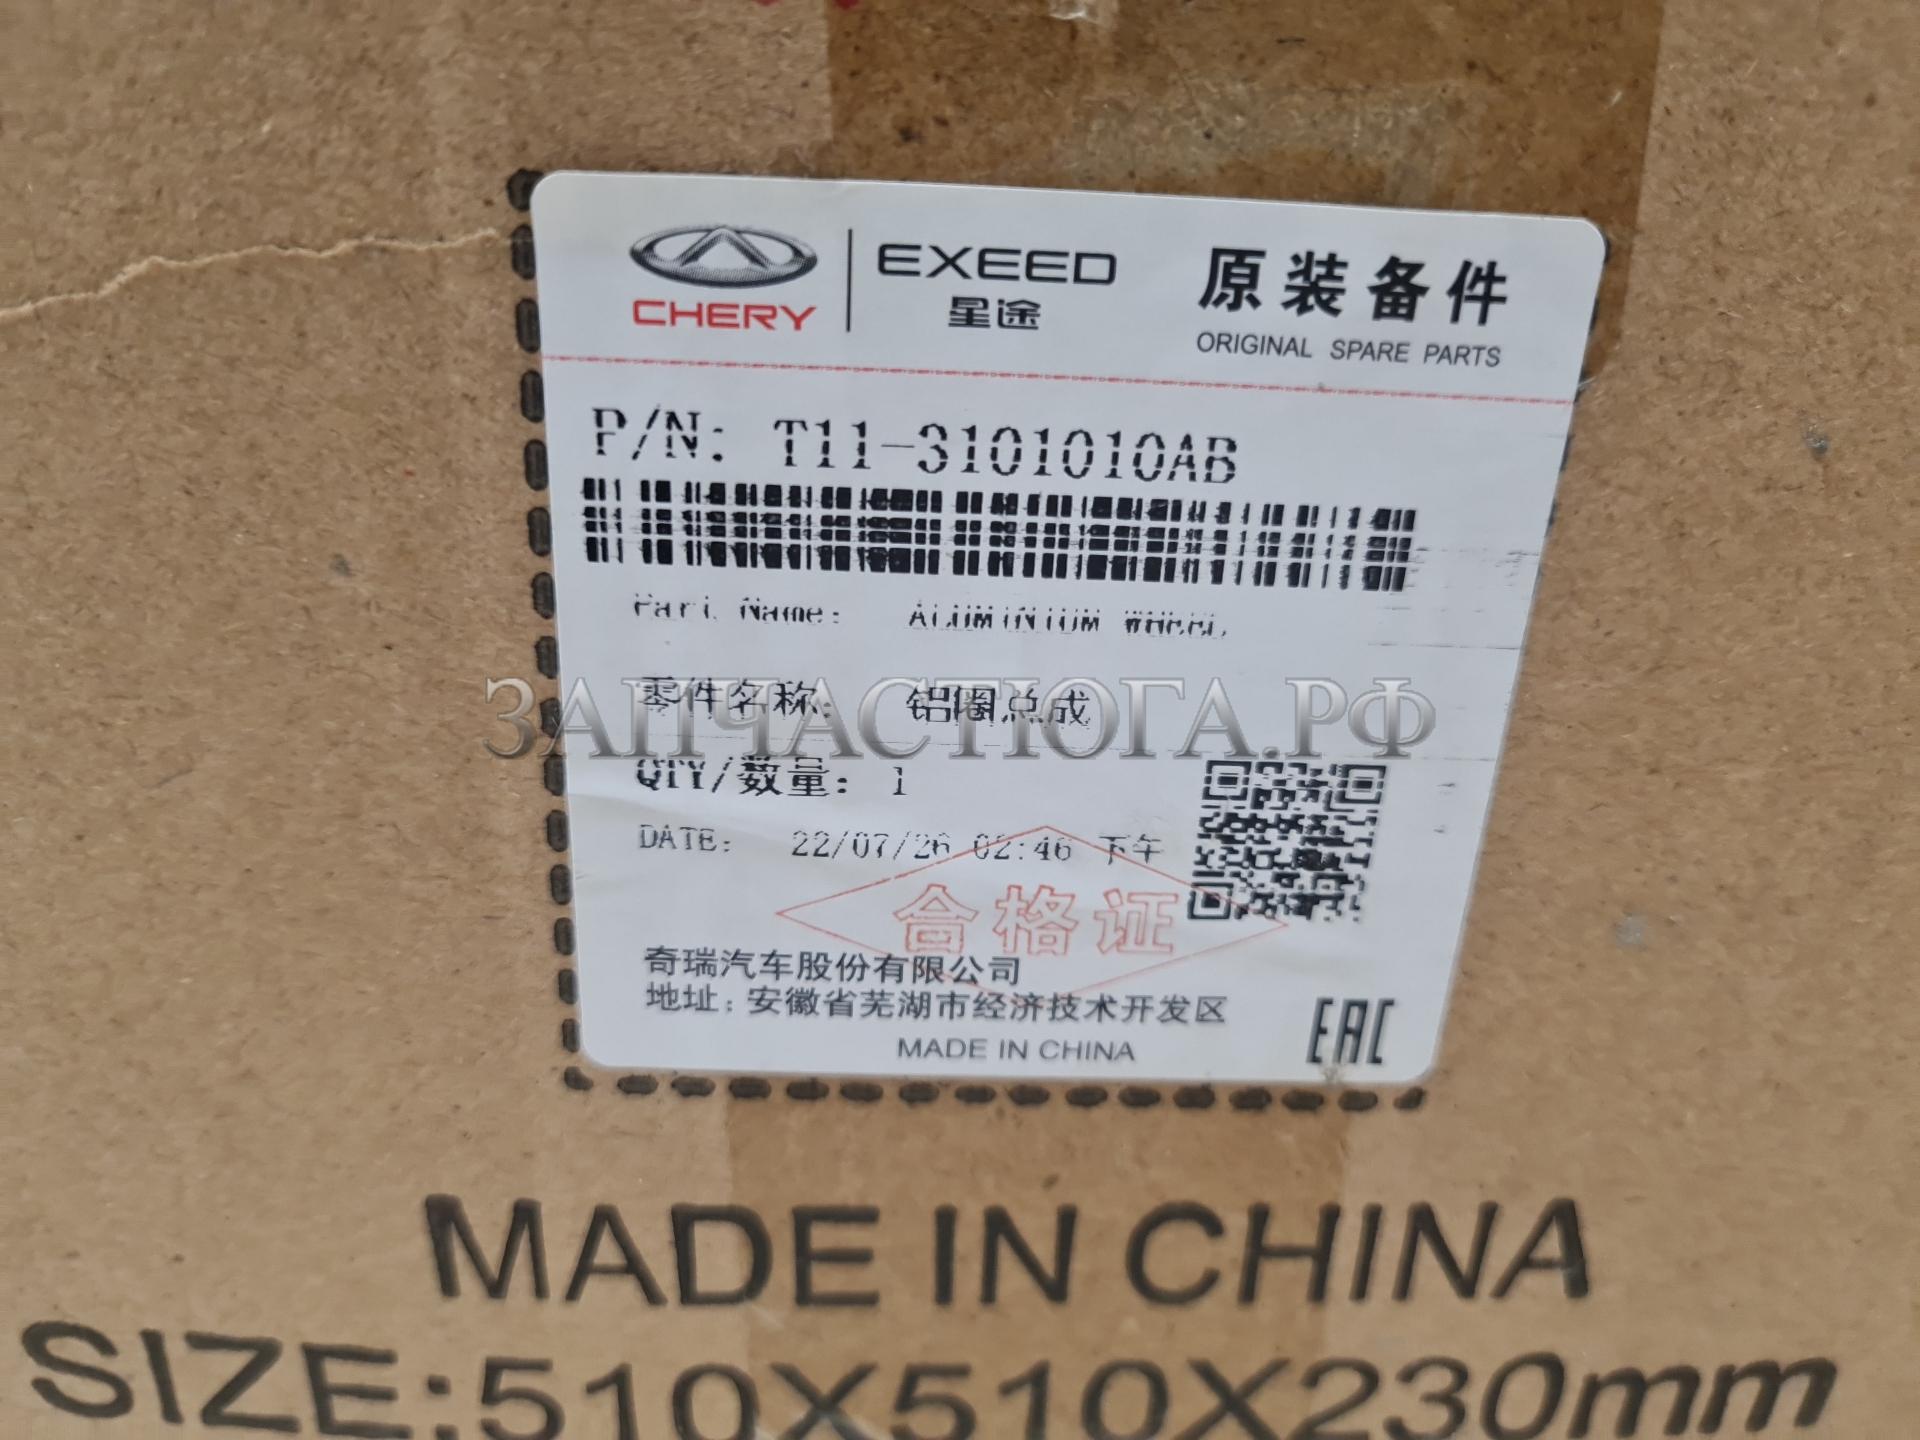 CHERY
EXEED
星途
原装备件
ORIGINAL SPARE PARTS
P/N: T11-3101010AB
Part Name: ALUMINIUM WHEEL
零件名称: 铝圈总成
ЗАПЧАСТЮГА.РФ
QTY/数量: 1
DATE: 22/07/26 02:46 下午
合格证
奇瑞汽车股份有限公司
地址：安徽省芜湖市经济技术开发区
MADE IN CHINA
EAC
MADE IN CHINA
SIZE:510X510X230mm